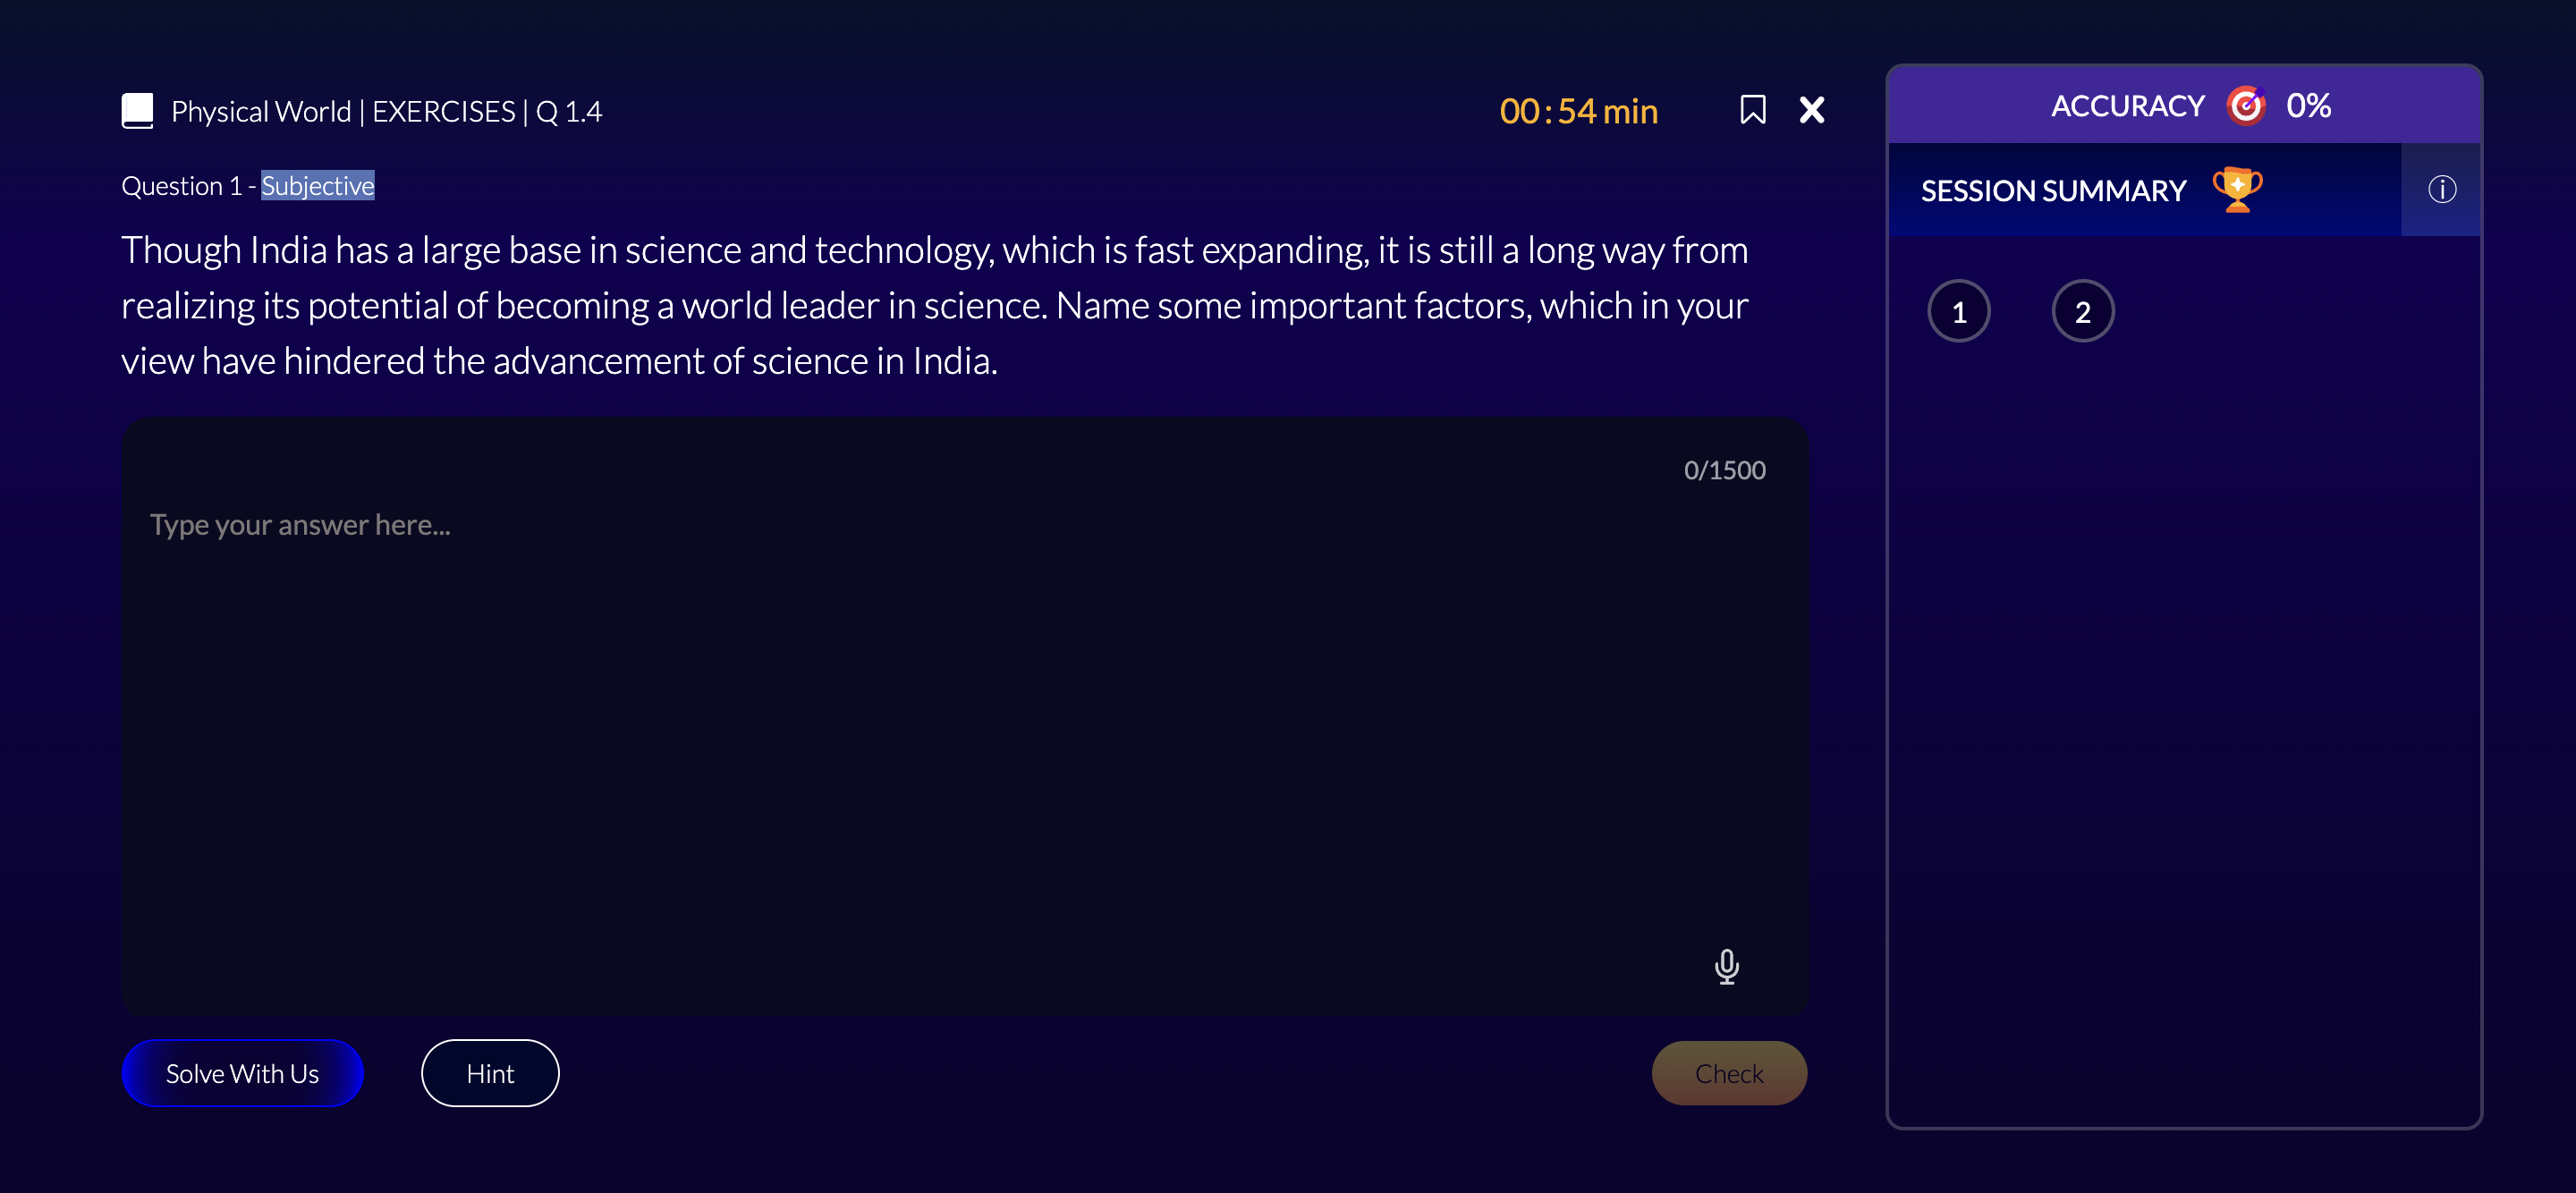 Physical World | EXERCISES | Q 1.4
00 : 54 min
Question 1 - Subjective
Though India has a large base in science and technology, which is fast expanding, it is still a long way from
realizing its potential of becoming a world leader in science. Name some important factors, which in your
view have hindered the advancement of science in India.
0/1500
Type your answer here...
Solve With Us
Hint
Check
ACCURACY 0%
SESSION SUMMARY
1 2